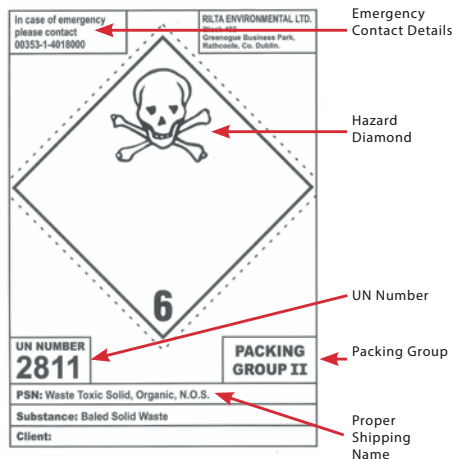 In case of emergency
please contact
00353-1-4018000
RILTA ENVIRONMENTAL LTD.
Block 402
Greenogue Business Park,
Rathcoole, Co. Dublin.
Emergency
Contact Details
Hazard
Diamond
6
UN Number
UN NUMBER
2811
PACKING
GROUP II
Packing Group
PSN: Waste Toxic Solid, Organic, N.O.S.
Substance: Baled Solid Waste
Client:
Proper
Shipping
Name